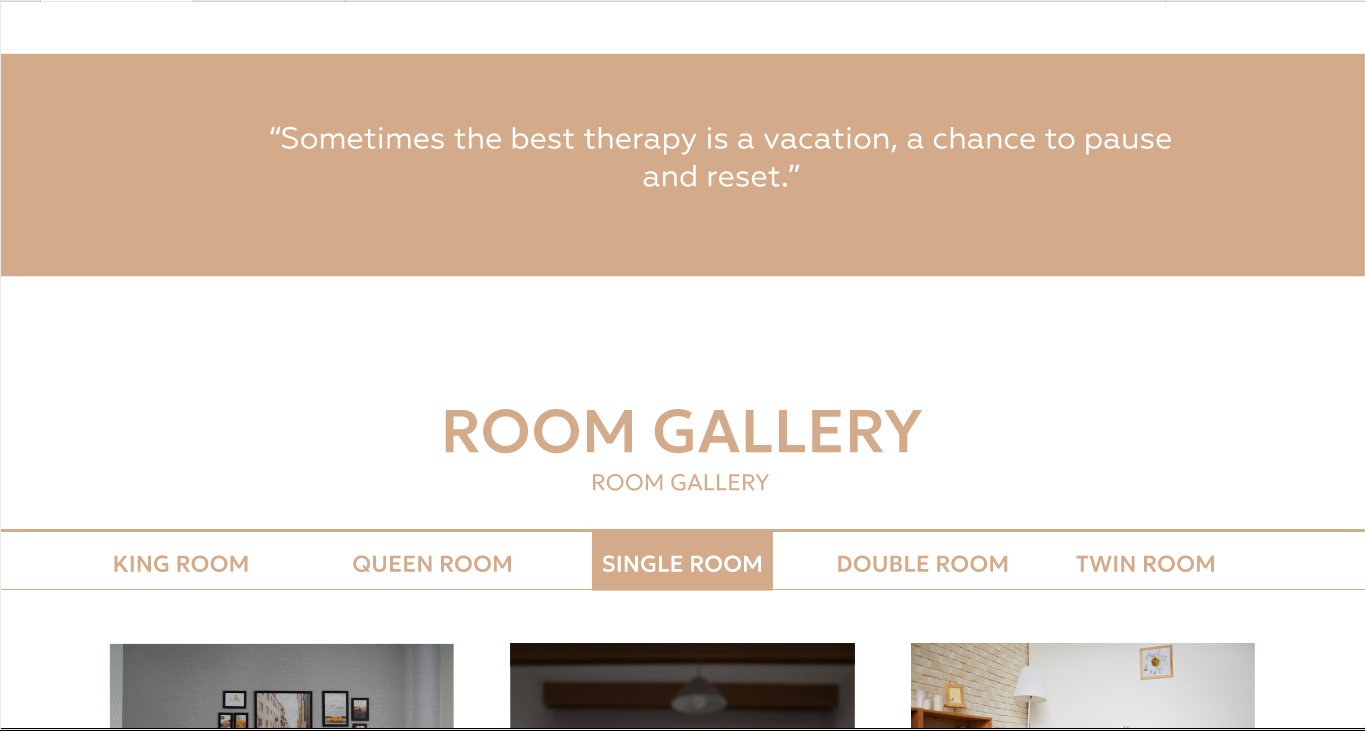 “Sometimes the best therapy is a vacation, a chance to pause
and reset.”
ROOM GALLERY
ROOM GALLERY
KING ROOM QUEEN ROOM SINGLE ROOM DOUBLE ROOM TWIN ROOM